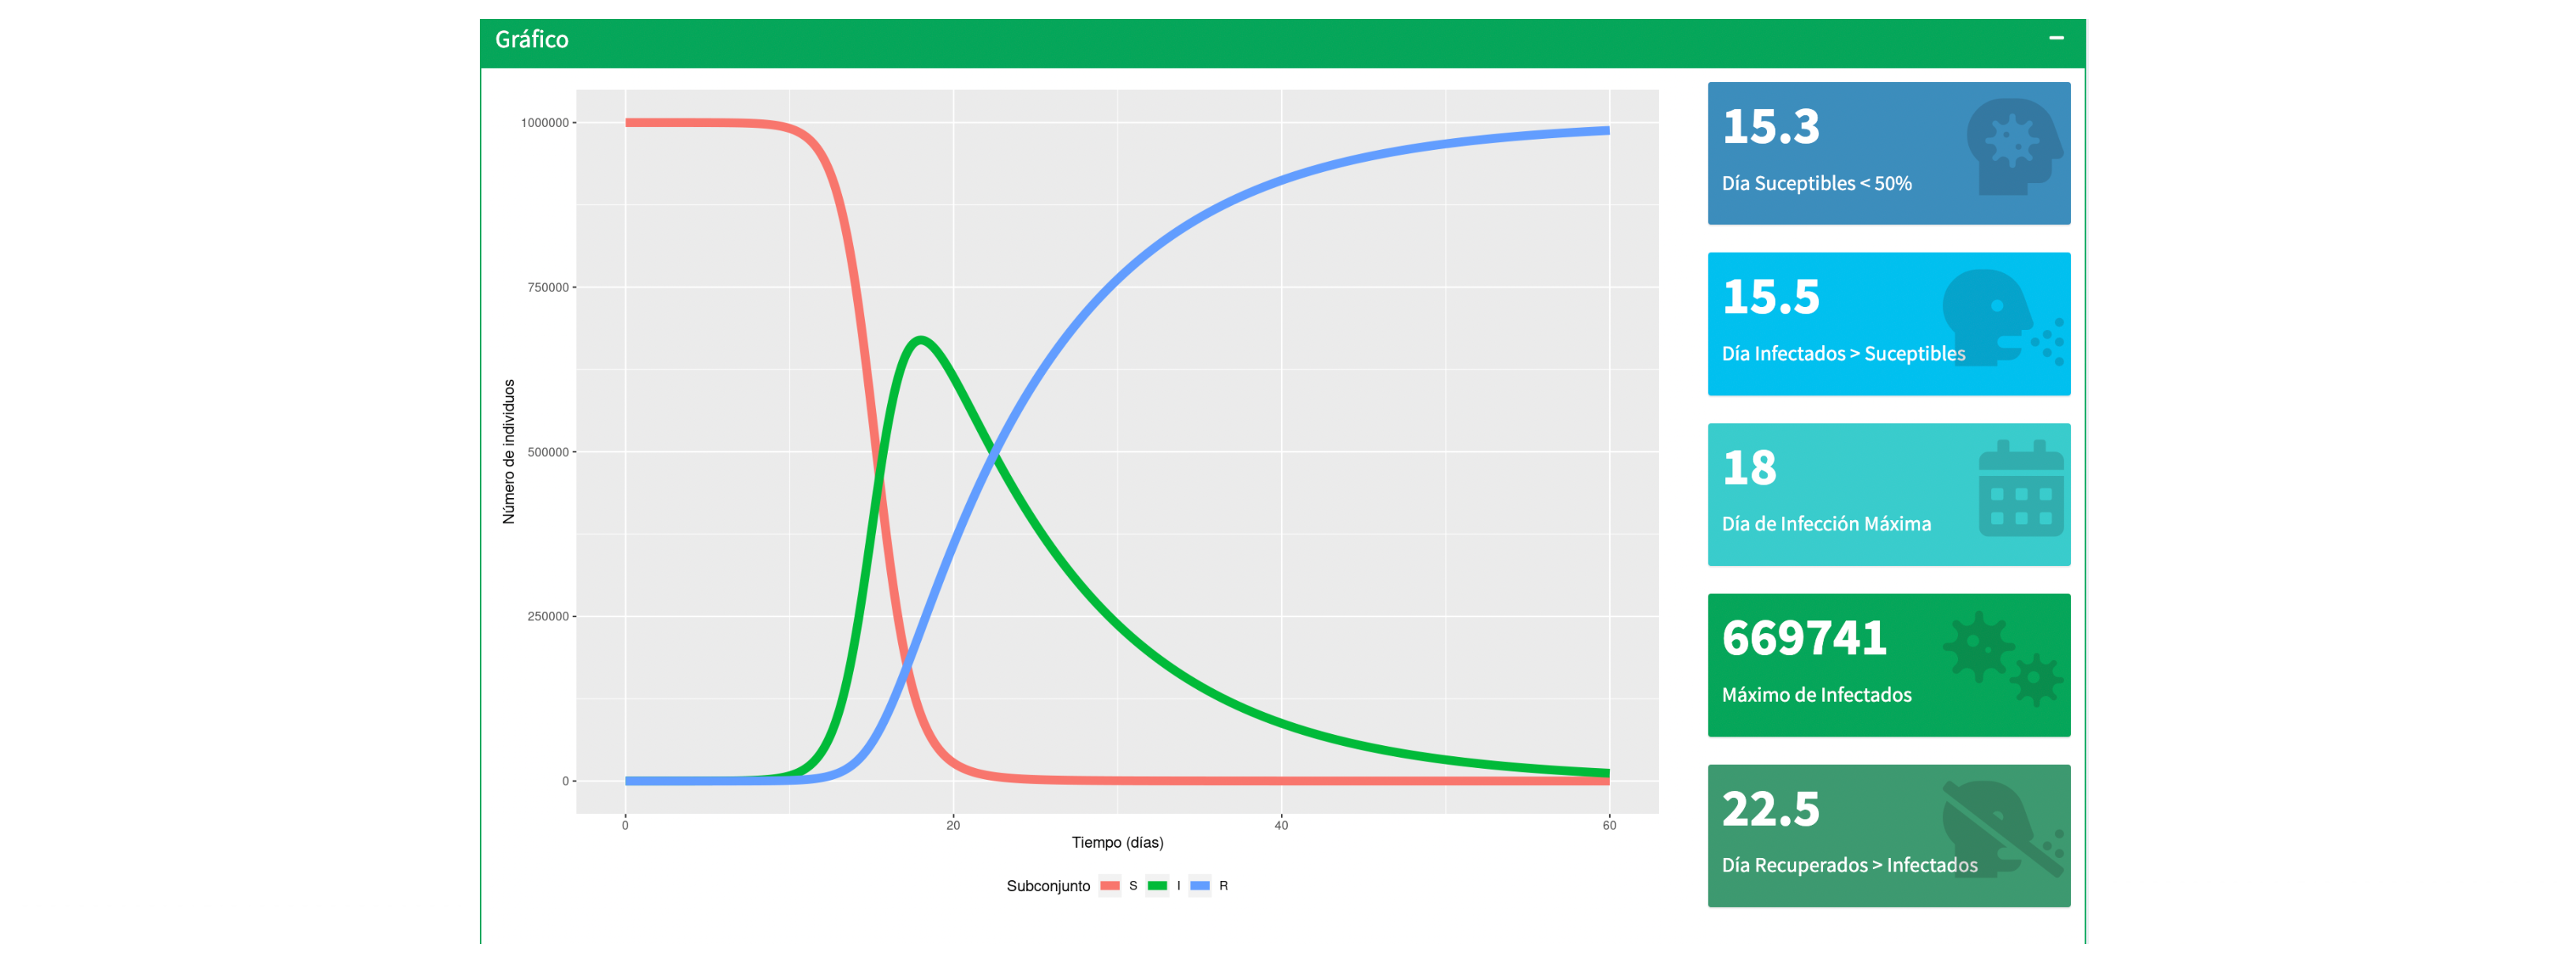 Gráfico
1000000
750000
500000
250000
0
Número de individuos
0 20 40 60
Tiempo (días)
Subconjunto S I R
15.3
Día Suceptibles < 50%
15.5
Día Infectados > Suceptibles
18
Día de Infección Máxima
669741
Máximo de Infectados
22.5
Día Recuperados > Infectados